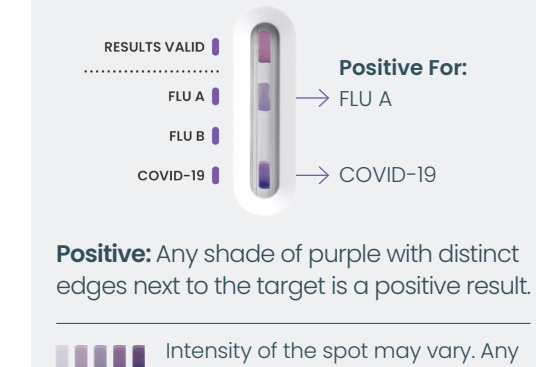 RESULTS VALID
Positive For:
FLU A
FLU A
FLU B
COVID-19
COVID-19
Positive: Any shade of purple with distinct
edges next to the target is a positive result.
Intensity of the spot may vary. Any